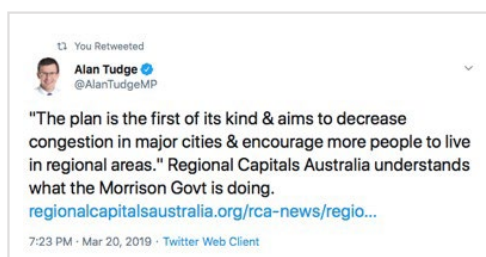 You Retweeted
Alan Tudge
@AlanTudgeMP
"The plan is the first of its kind & aims to decrease
congestion in major cities & encourage more people to live
in regional areas." Regional Capitals Australia understands
what the Morrison Govt is doing.
regionalcapitalsaustralia.org/rca-news/regio...
7:23 PM · Mar 20, 2019 · Twitter Web Client